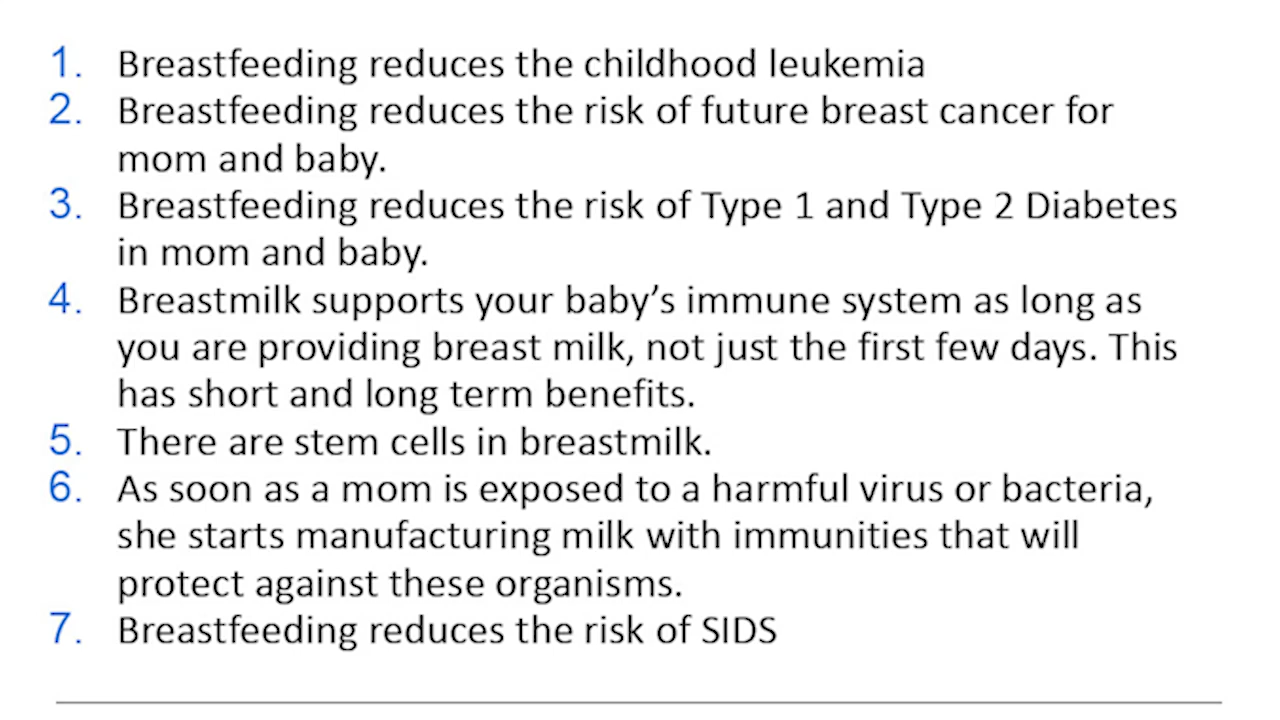 1. Breastfeeding reduces the childhood leukemia
2. Breastfeeding reduces the risk of future breast cancer for
mom and baby.
3. Breastfeeding reduces the risk of Type 1 and Type 2 Diabetes
in mom and baby.
4. Breastmilk supports your baby’s immune system as long as
you are providing breast milk, not just the first few days. This
has short and long term benefits.
5. There are stem cells in breastmilk.
6. As soon as a mom is exposed to a harmful virus or bacteria,
she starts manufacturing milk with immunities that will
protect against these organisms.
7. Breastfeeding reduces the risk of SIDS